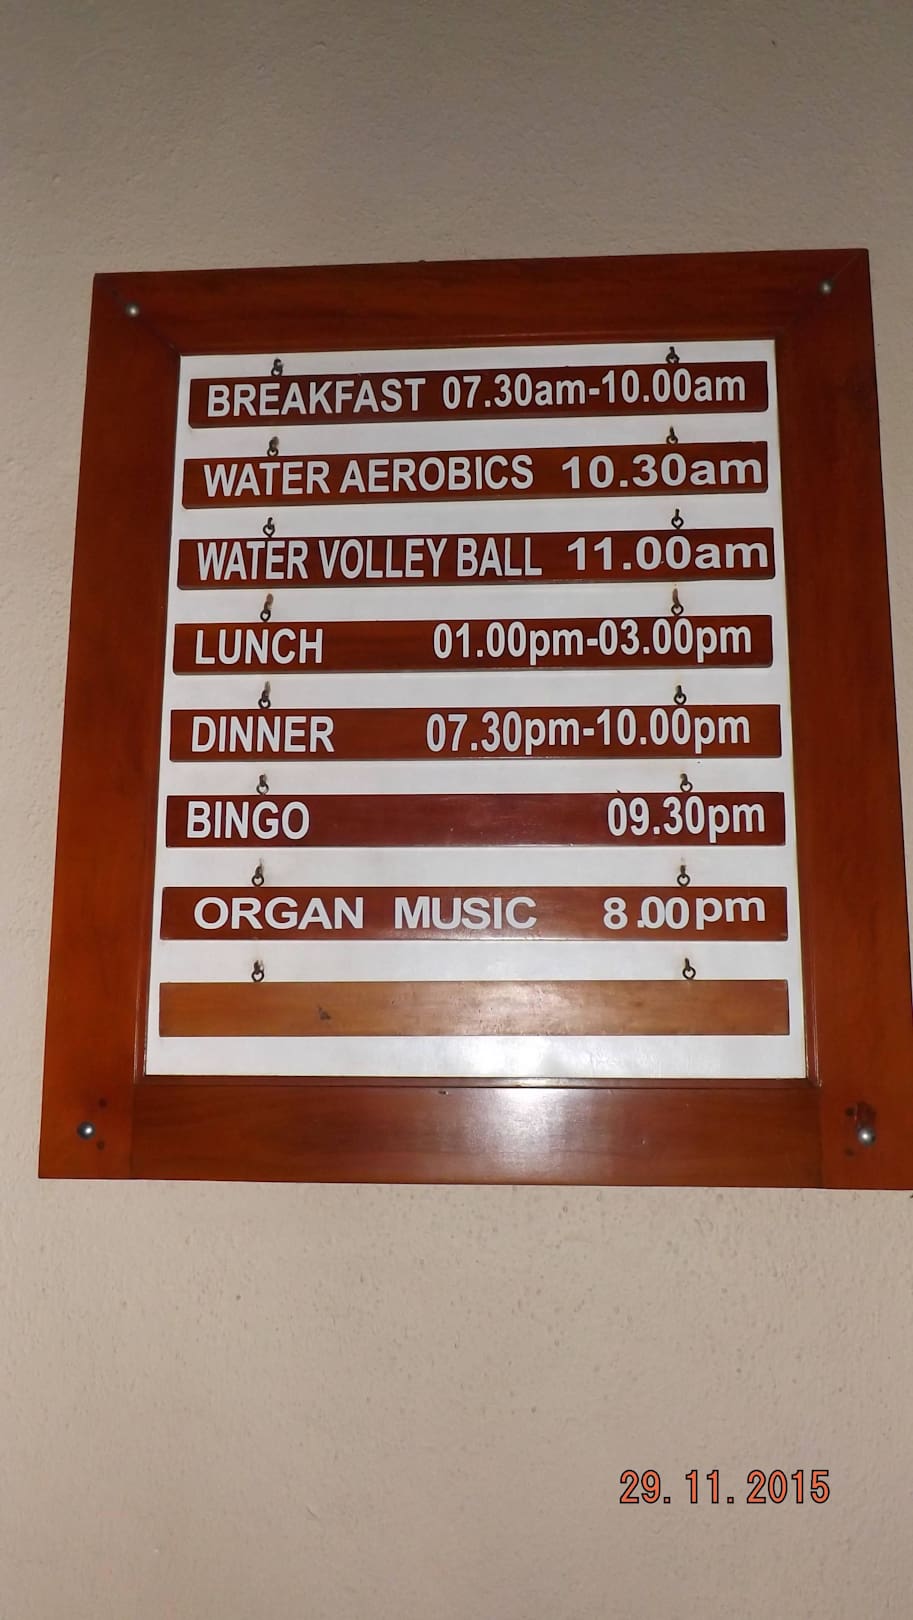 BREAKFAST 07.30am-10.00am
WATER AEROBICS 10.30am
WATER VOLLEY BALL 11.00am
LUNCH 01.00pm-03.00pm
DINNER 07.30pm-10.00pm
BINGO 09.30pm
ORGAN MUSIC 8.00pm
29.11.2015